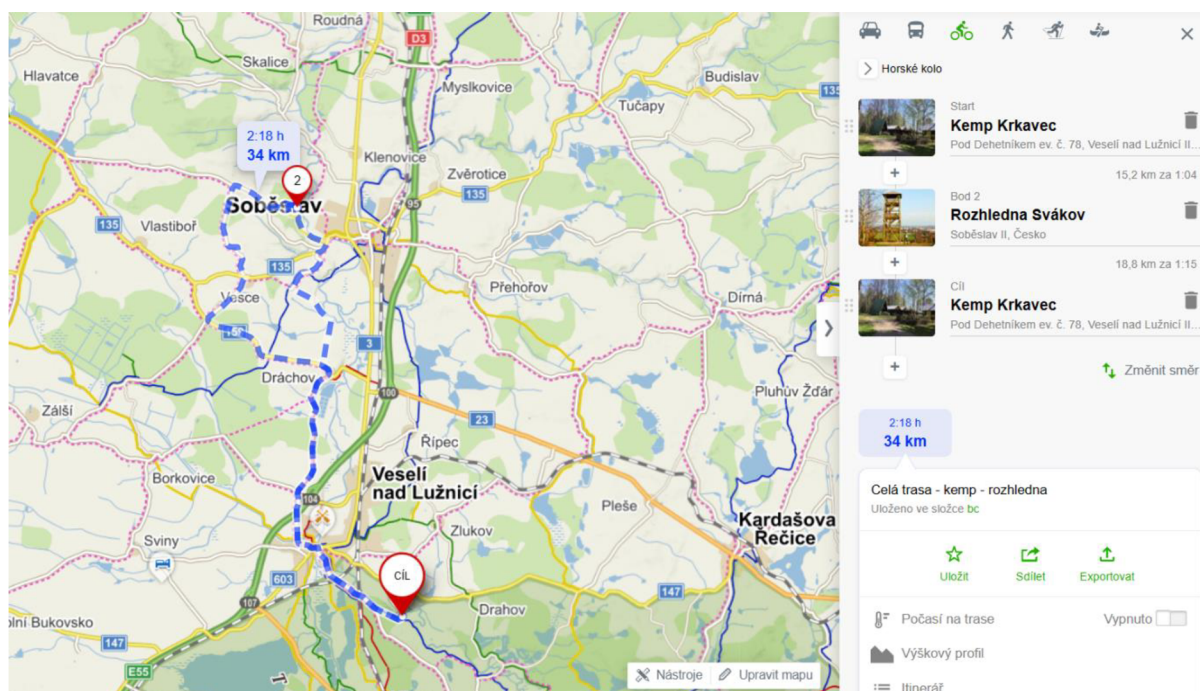 Roudná
D3
Skalice
Hlavatce
Myslkovice
Budislav
135
Tučapy
2:18 h
34 km
Klenovice
2
Zvěrotice
Soběslav
135
95
135
Vlastiboř
135
Přehořov
Vesce
Dírná
3
Dráchov
100
Pluhův Žďár
23
Zálší
Řípec
Veselí
nad Lužnicí
Borkovice
104
Pleše
Kardašova
Řečice
Zlukov
Sviny
CÍL
603
147
107
Drahov
147
E55
Nástroje
Upravit mapu
Horské kolo
Start
Kemp Krkavec
Pod Dehetníkem ev. č. 78, Veselí nad Lužnicí II...
15,2 km za 1:04
Bod 2
Rozhledna Svákov
Soběslav II, Česko
18,8 km za 1:15
Cíl
Kemp Krkavec
Pod Dehetníkem ev. č. 78, Veselí nad Lužnicí II...
Změnit směr
2:18 h
34 km
Celá trasa - kemp - rozhledna
Uloženo ve složce bc
Uložit Sdílet Exportovat
Počasí na trase Vypnuto
Výškový profil
Itinerář